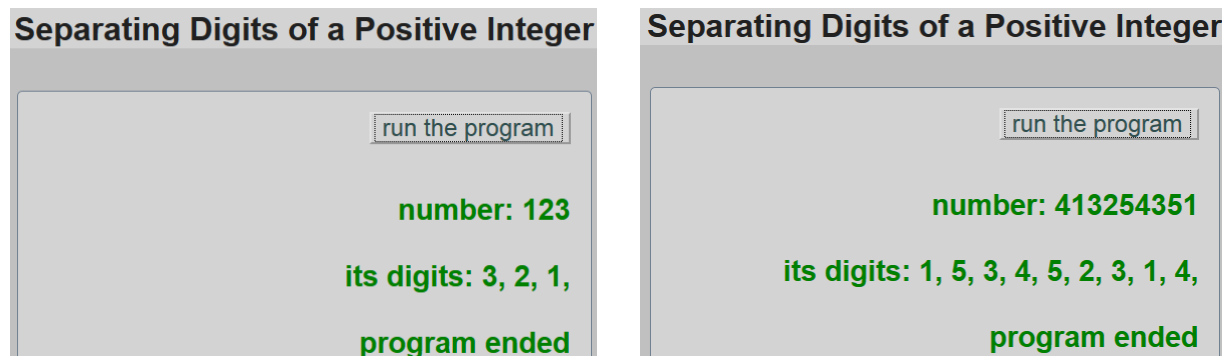 Separating Digits of a Positive Integer
run the program
number: 123
its digits: 3, 2, 1,
program ended
Separating Digits of a Positive Integer
run the program
number: 413254351
its digits: 1, 5, 3, 4, 5, 2, 3, 1, 4,
program ended